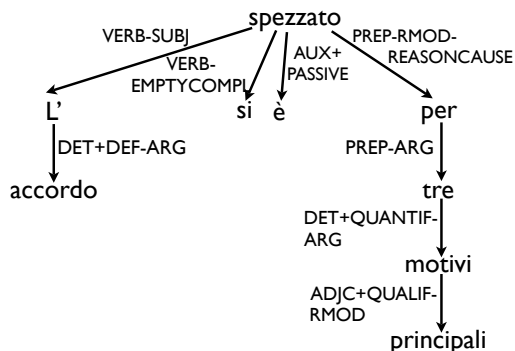 spezzato
VERB-SUBJ
VERB-
EMPTYCOMPL
AUX+
PASSIVE
PREP-RMOD-
REASONCAUSE
L'
si
è
per
DET+DEF-ARG
PREP-ARG
accordo
tre
DET+QUANTIF-
ARG
motivi
ADJC+QUALIF-
RMOD
principali